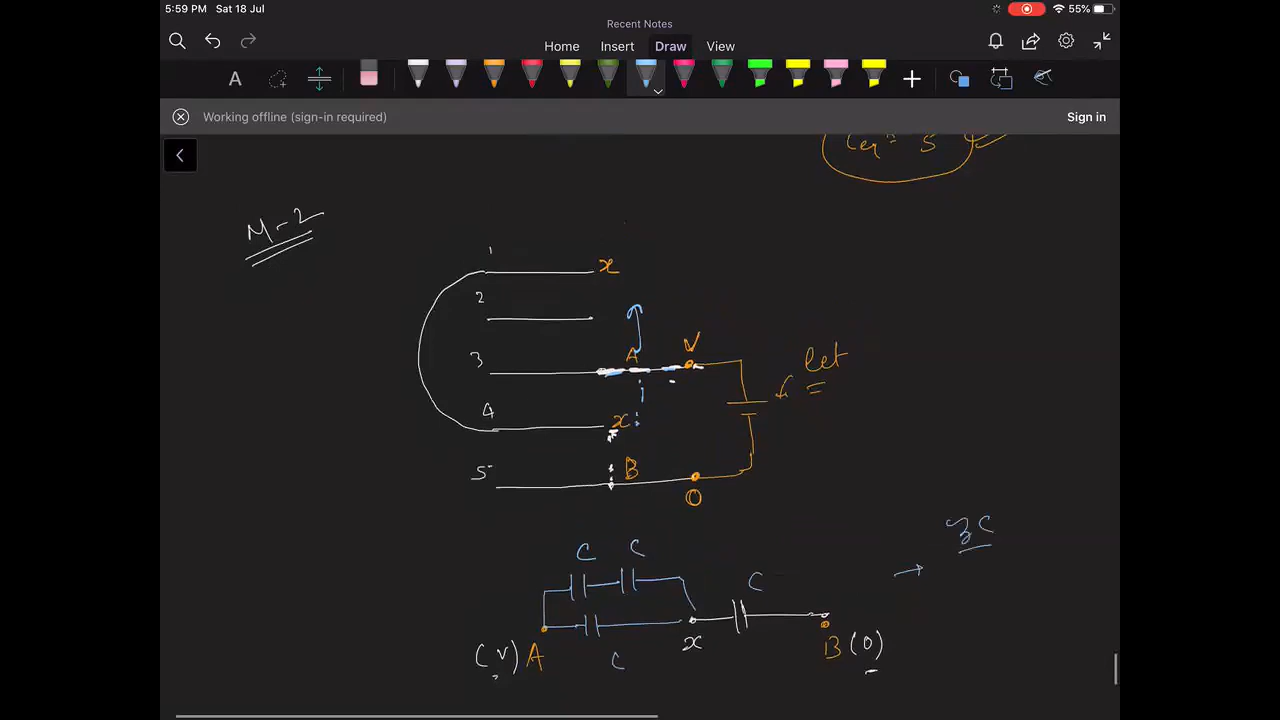 5:59 PM Sat 18 Jul
55%
Recent Notes
Home Insert Draw View
A
Working offline (sign-in required)
Sign in
Ceq = 5
M-2
1 x
2
3 A V let
=
4 x
5 B
0
C C
C
3C
x
(V) A
C
B (0)